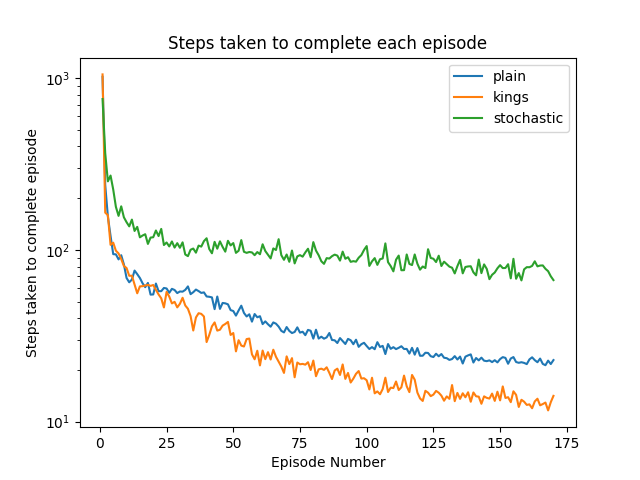 Steps taken to complete each episode
plain
kings
stochastic
Steps taken to complete episode
10³
10²
10¹
0 25 50 75 100 125 150 175
Episode Number